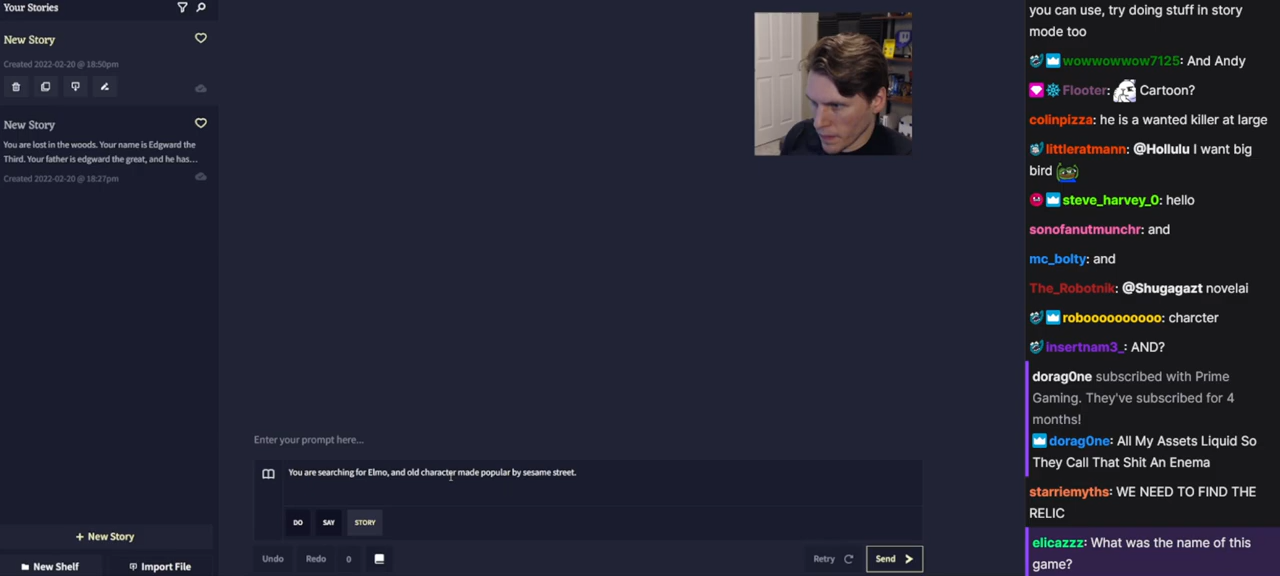 Your Stories
New Story
Created 2022-02-20 @ 18:50pm
New Story
You are lost in the woods. Your name is Edgward the
Third. Your father is edgward the great, and he has...
Created 2022-02-20 @ 18:27pm
+ New Story
New Shelf
Import File
Enter your prompt here...
You are searching for Elmo, and old character made popular by sesame street.
DO
SAY
STORY
Undo
Redo
0
Retry
Send
you can use, try doing stuff in story
mode too
wowwowwow7125: And Andy
Flooter: Cartoon?
colinpizza: he is a wanted killer at large
littleratmann: @Hollulu I want big
bird
steve_harvey_0: hello
sonofanutmunchr: and
mc_bolty: and
The_Robotnik: @Shugagazt novelai
roboooooooooo: charcter
insertnam3_: AND?
dorag0ne subscribed with Prime
Gaming. They've subscribed for 4
months!
dorag0ne: All My Assets Liquid So
They Call That Shit An Enema
starriemyths: WE NEED TO FIND THE
RELIC
elicazzz: What was the name of this
game?